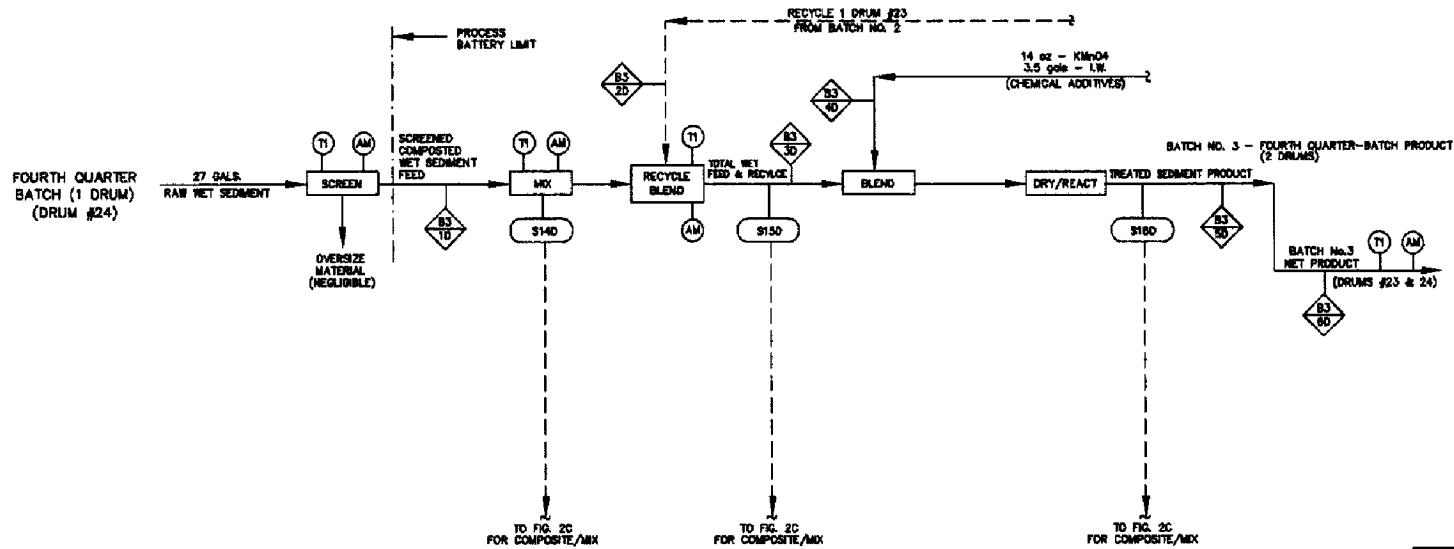 RECYCLE 1 DRUM #23
FROM BATCH NO. 2
PROCESS
BATTERY LIMIT
14 oz - KMnO4
3.5 gals - I.W.
(CHEMICAL ADDITIVES)
B3
2D
B3
4D
B3
3D
FOURTH QUARTER
BATCH (1 DRUM)
(DRUM #24)
27 GALS.
RAW WET SEDIMENT
T1
AM
SCREEN
SCREENED
COMPOSTED
WET SEDIMENT
FEED
T1
AM
MIX
T1
RECYCLE
BLEND
AM
TOTAL WET
FEED & RECYLCE
BLEND
DRY/REACT
BATCH NO. 3 - FOURTH QUARTER-BATCH PRODUCT
(2 DRUMS)
TREATED SEDIMENT PRODUCT
B3
1D
S14D
S15D
S16D
B3
5D
OVERSIZE
MATERIAL
(NEGLIGIBLE)
BATCH No.3
NET PRODUCT
T1
AM
(DRUMS #23 & 24)
B3
6D
TO FIG. 2C
FOR COMPOSITE/MIX
TO FIG. 2C
FOR COMPOSITE/MIX
TO FIG. 2C
FOR COMPOSITE/MIX